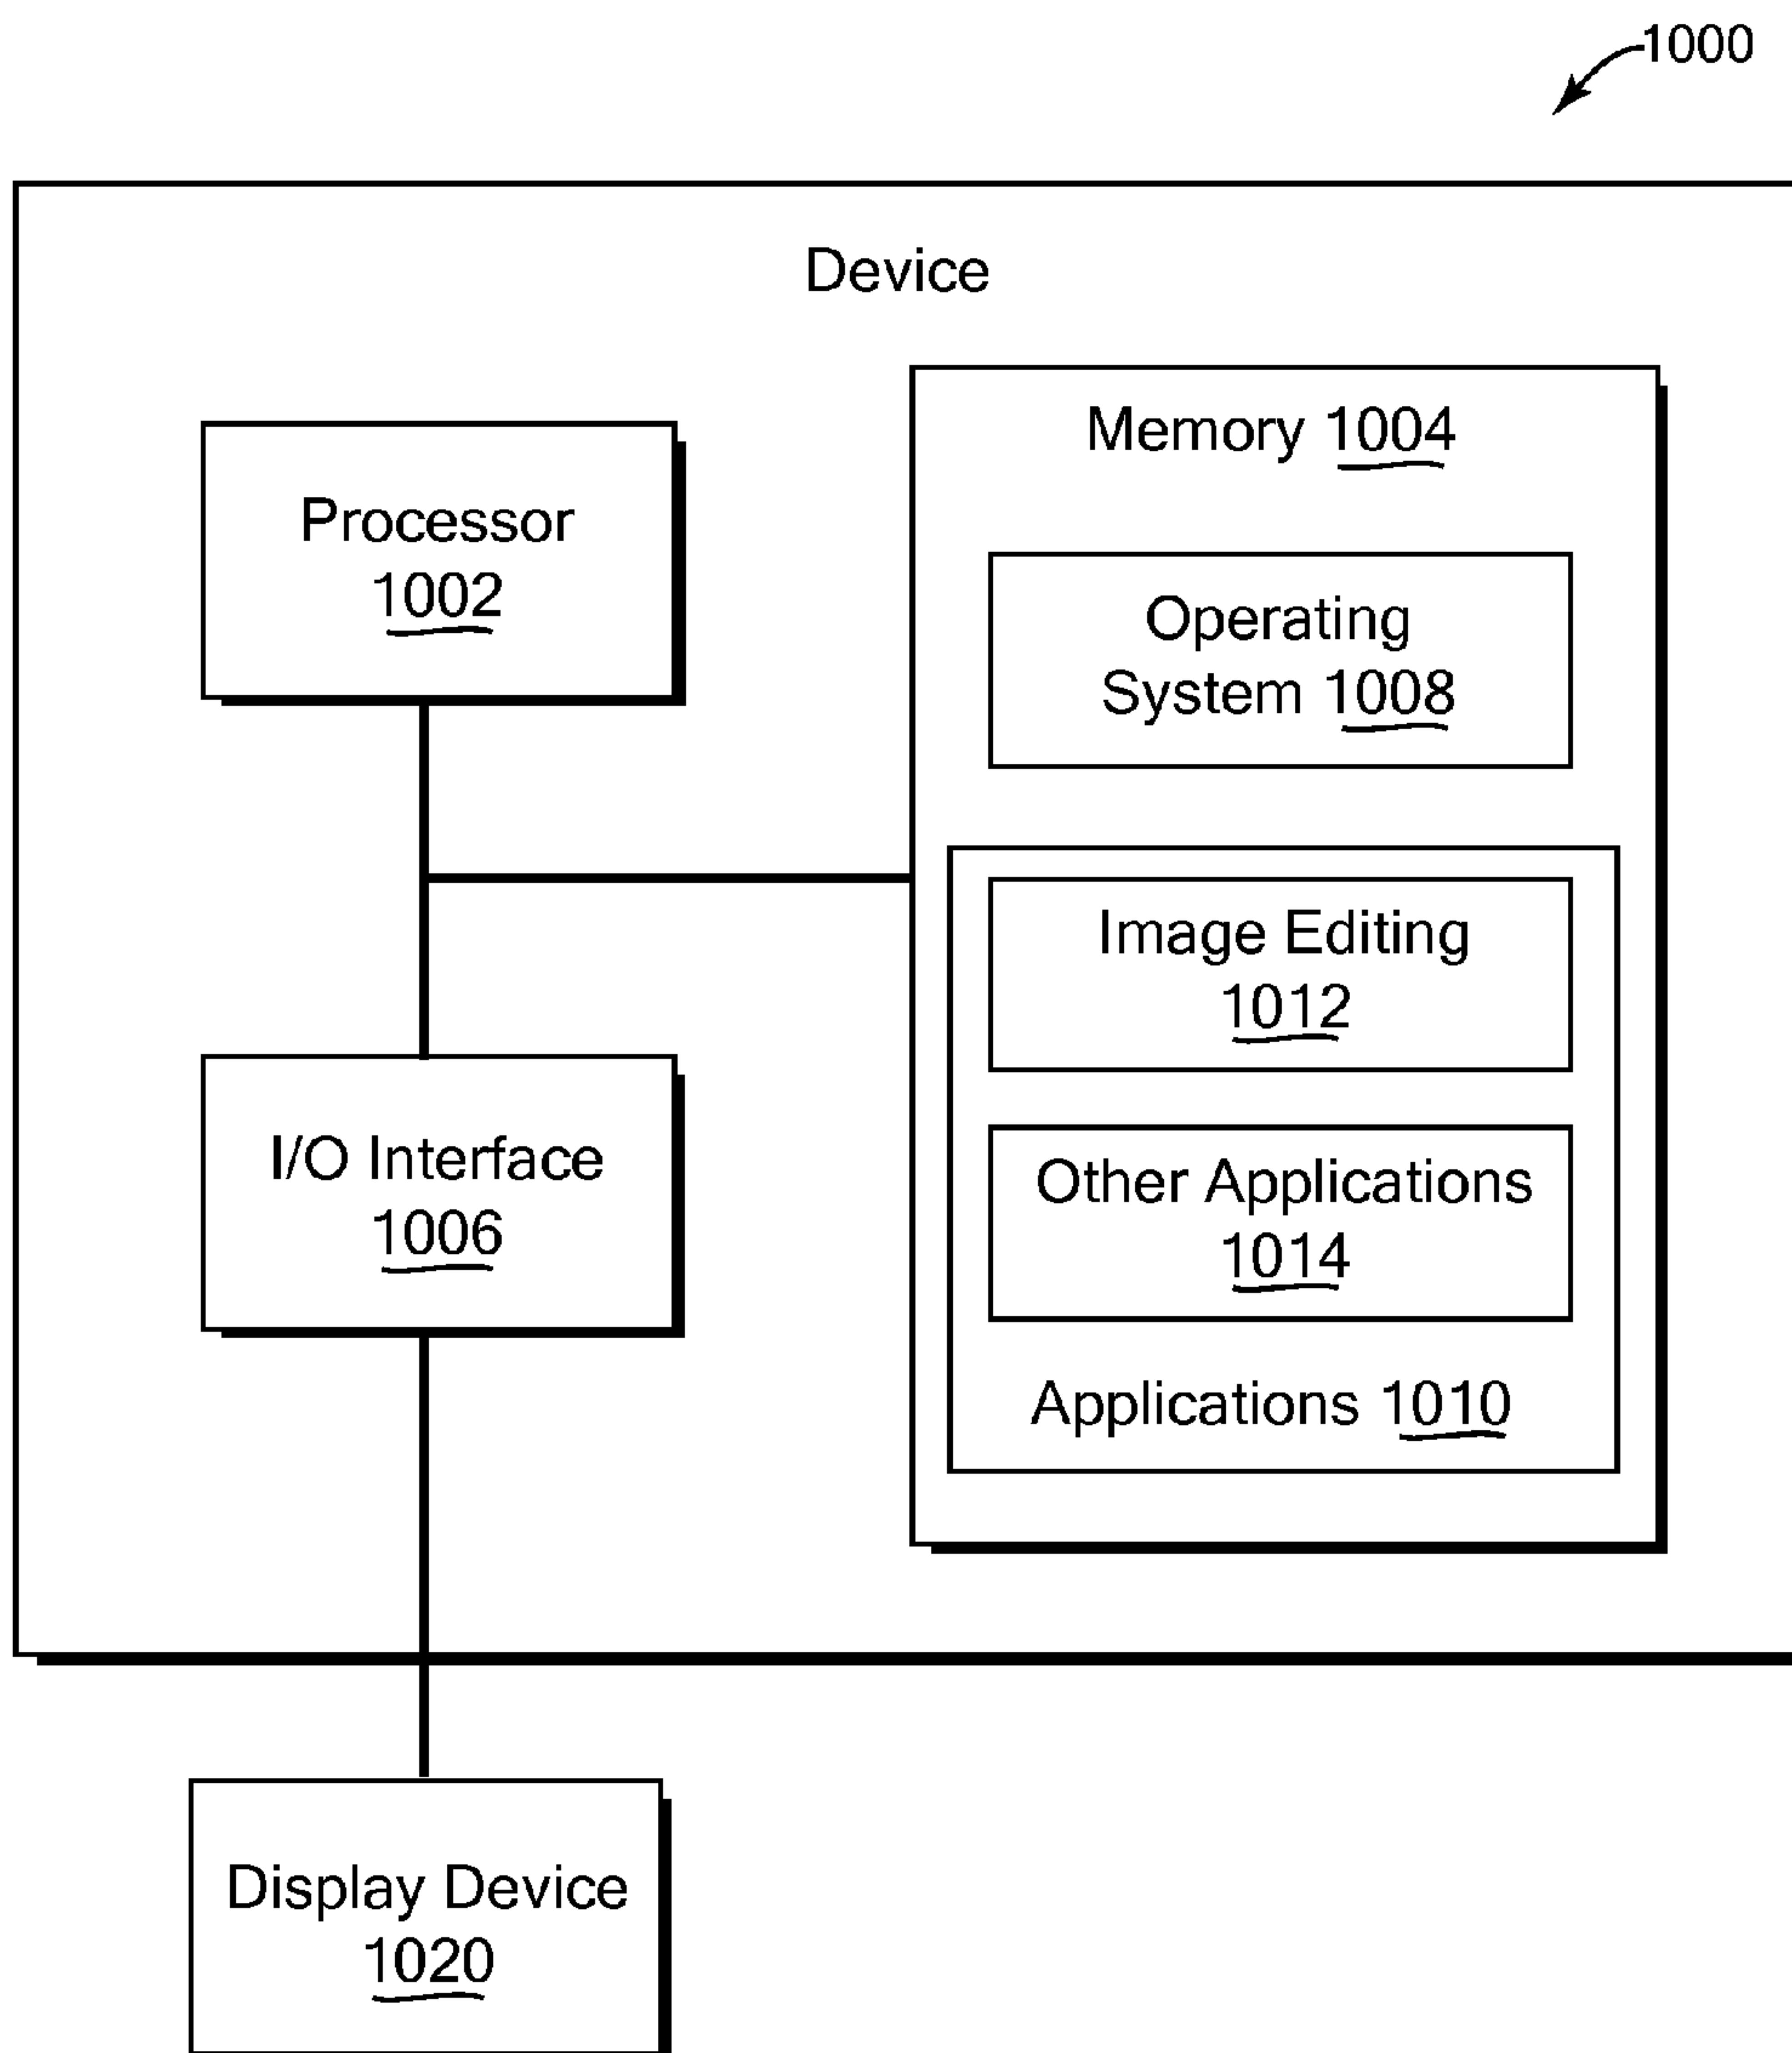 1000
Device
Processor
1002
Memory 1004
Operating
System 1008
Image Editing
1012
I/O Interface
1006
Other Applications
1014
Applications 1010
Display Device
1020